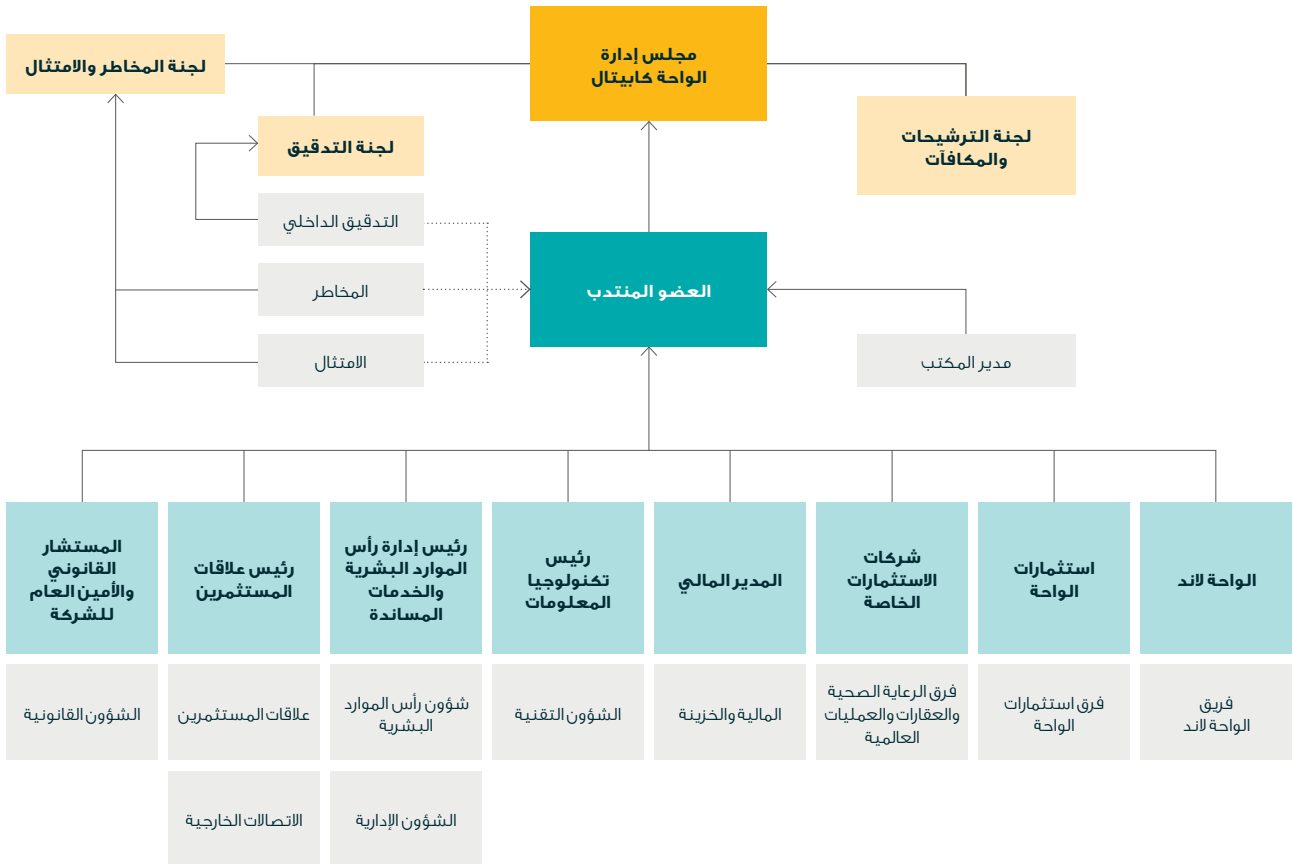 مجلس إدارة
الواحة كابيتال
لجنة المخاطر والامتثال
لجنة الترشيحات
والمكافآت
لجنة التدقيق
التدقيق الداخلي
المخاطر
الامتثال
العضو المنتدب
مدير المكتب
الواحة لاند
استثمارات
الواحة
شركات
الاستثمارات
الخاصة
المدير المالي
رئيس
تكنولوجيا
المعلومات
رئيس إدارة رأس
الموارد البشرية
والخدمات
المساندة
رئيس علاقات
المستثمرين
المستشار
القانوني
والأمين العام
للشركة
فريق
الواحة لاند
فرق استثمارات
الواحة
فرق الرعاية الصحية
والعقارات والعمليات
العالمية
المالية والخزينة
الشؤون التقنية
شؤون رأس الموارد
البشرية
علاقات المستثمرين
الشؤون القانونية
الشؤون الإدارية
الاتصالات الخارجية